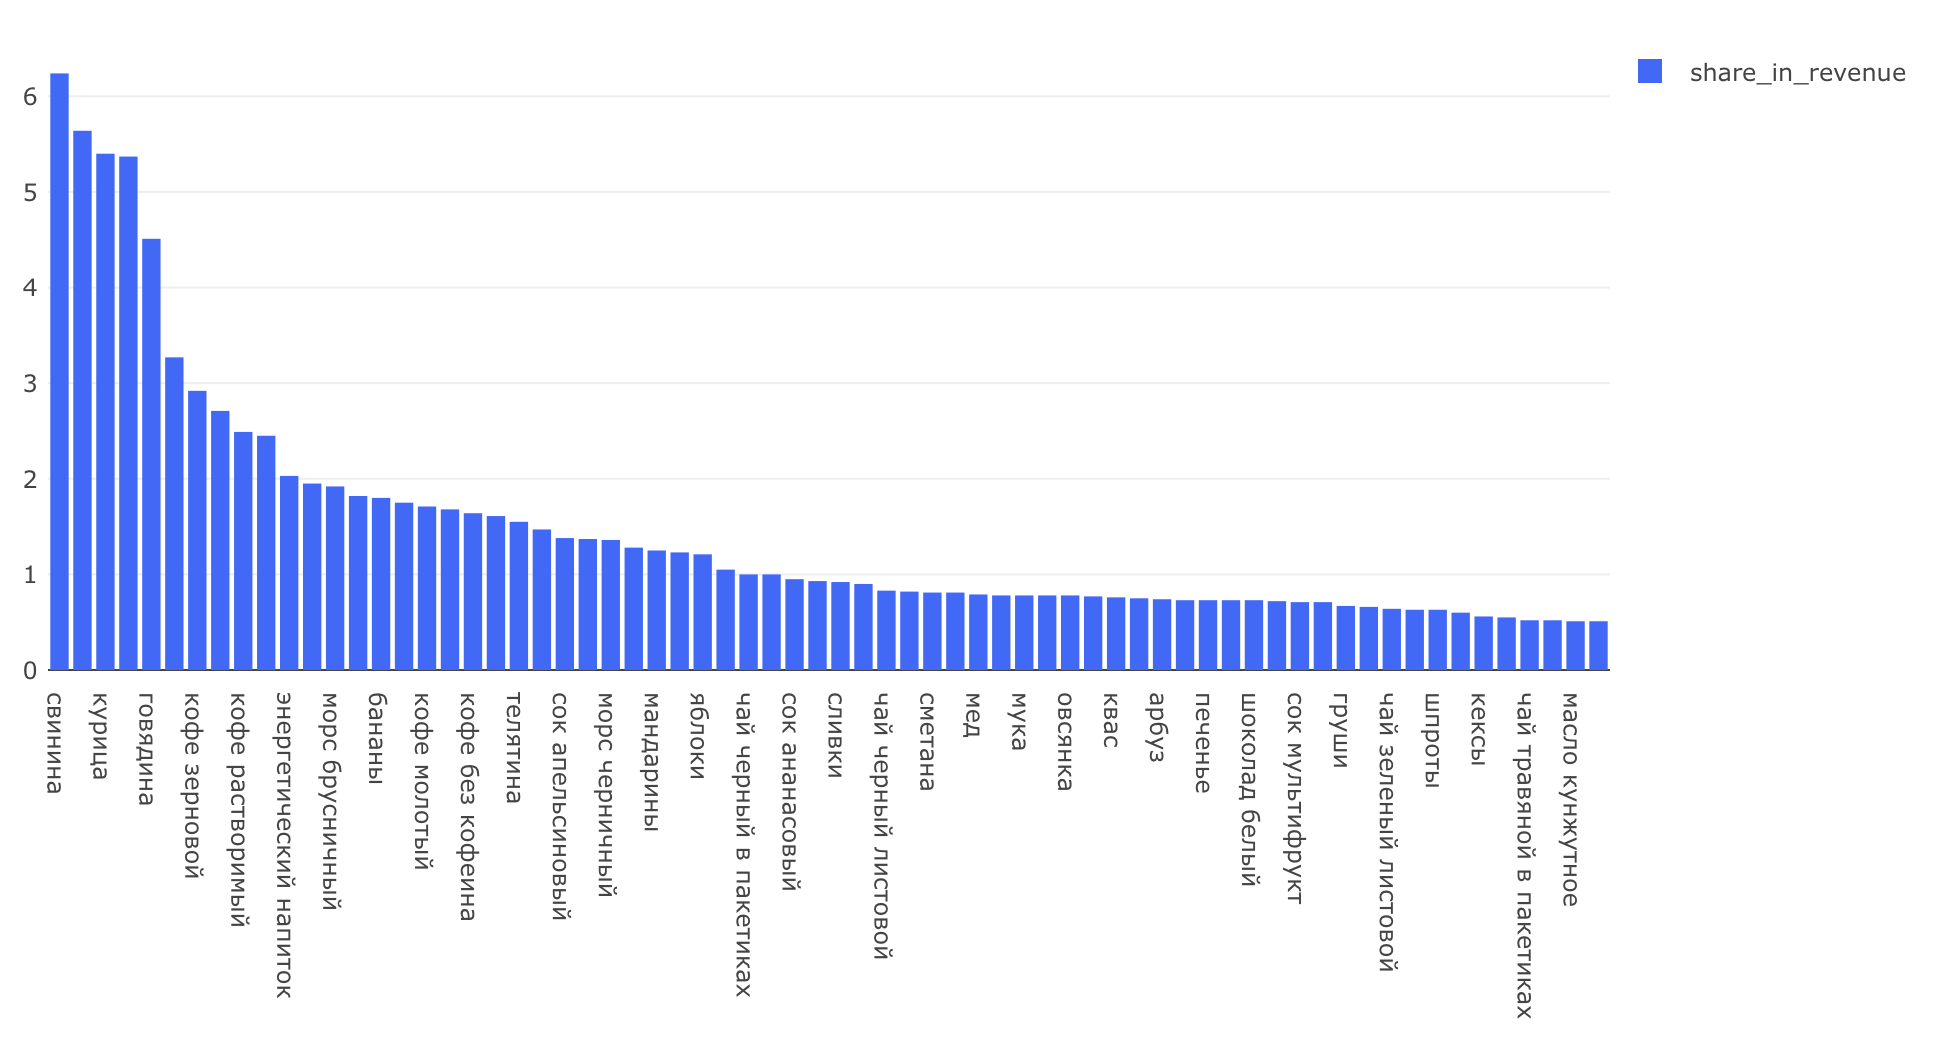 share_in_revenue
6
5
4
3
2
1
0
свинина
курица
говядина
кофе зерновой
кофе растворимый
энергетический напиток
морс брусничный
бананы
кофе молотый
кофе без кофеина
телятина
сок апельсиновый
морс черничный
мандарины
яблоки
чай черный в пакетиках
сок ананасовый
сливки
чай черный листовой
сметана
мед
мука
овсянка
квас
арбуз
печенье
шоколад белый
сок мультифрукт
груши
чай зеленый листовой
шпроты
кексы
чай травяной в пакетиках
масло кунжутное